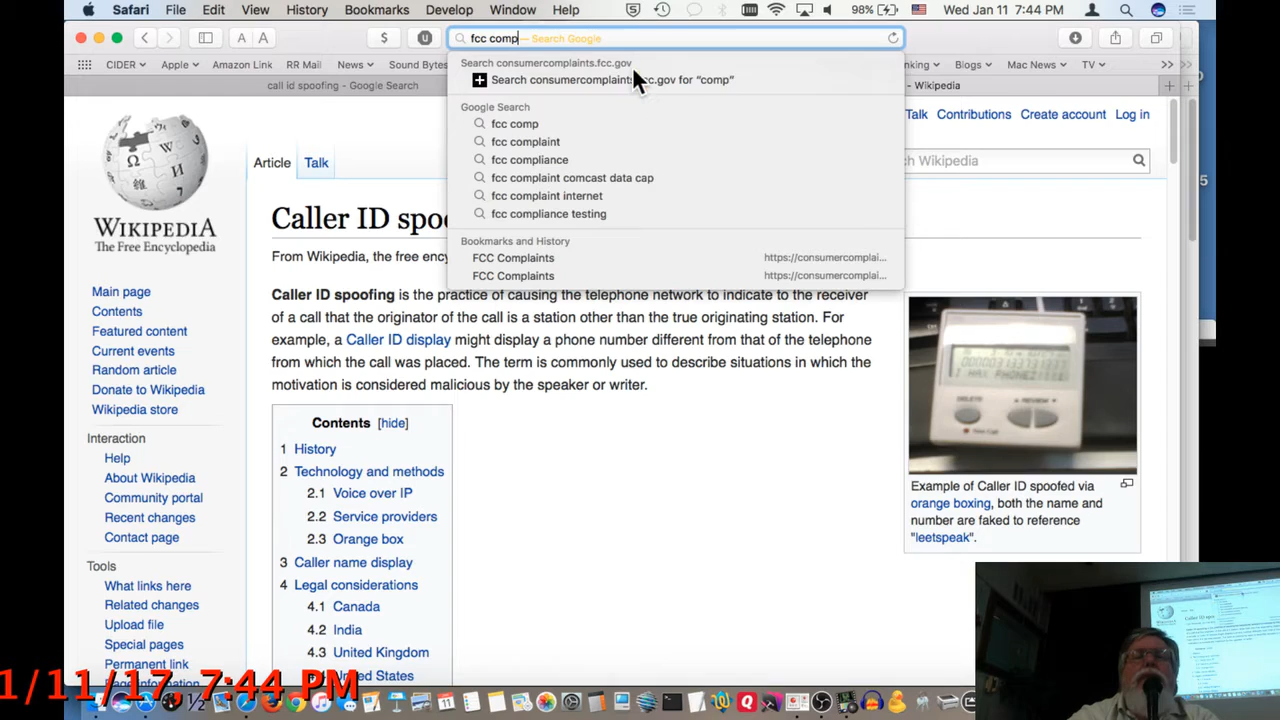 Safari File Edit View History Bookmarks Develop Window Help 98% Wed Jan 11 7:44 PM
A A $ fcc comp — Search Google
CIDER Apple Amazon Link RR Mail News Sound Bytes nking Blogs Mac News TV
call id spoofing - Google Search - Wikipedia
Search consumercomplaints.fcc.gov
Search consumercomplaints.fcc.gov for “comp”
Google Search
fcc comp
fcc complaint
fcc compliance
fcc complaint comcast data cap
fcc complaint internet
fcc compliance testing
Bookmarks and History
FCC Complaints https://consumercomplai...
FCC Complaints https://consumercomplai...
Talk Contributions Create account Log in
Article Talk
ch Wikipedia
WIKIPEDIA
The Free Encyclopedia
Main page
Contents
Featured content
Current events
Random article
Donate to Wikipedia
Wikipedia store
Interaction
Help
About Wikipedia
Community portal
Recent changes
Contact page
Tools
What links here
Related changes
Upload file
Special pages
Permanent link
Caller ID spoo
From Wikipedia, the free ency
Caller ID spoofing is the practice of causing the telephone network to indicate to the receiver
of a call that the originator of the call is a station other than the true originating station. For
example, a Caller ID display might display a phone number different from that of the telephone
from which the call was placed. The term is commonly used to describe situations in which the
motivation is considered malicious by the speaker or writer.
Contents [hide]
1 History
2 Technology and methods
2.1 Voice over IP
2.2 Service providers
2.3 Orange box
3 Caller name display
4 Legal considerations
4.1 Canada
4.2 India
4.3 United Kingdom
States
DELETE
REVIEW
New Call
I HAX PHONEZ!!!1
Example of Caller ID spoofed via
orange boxing, both the name and
number are faked to reference
"leetspeak".
5
1/11/17 7:44 PM